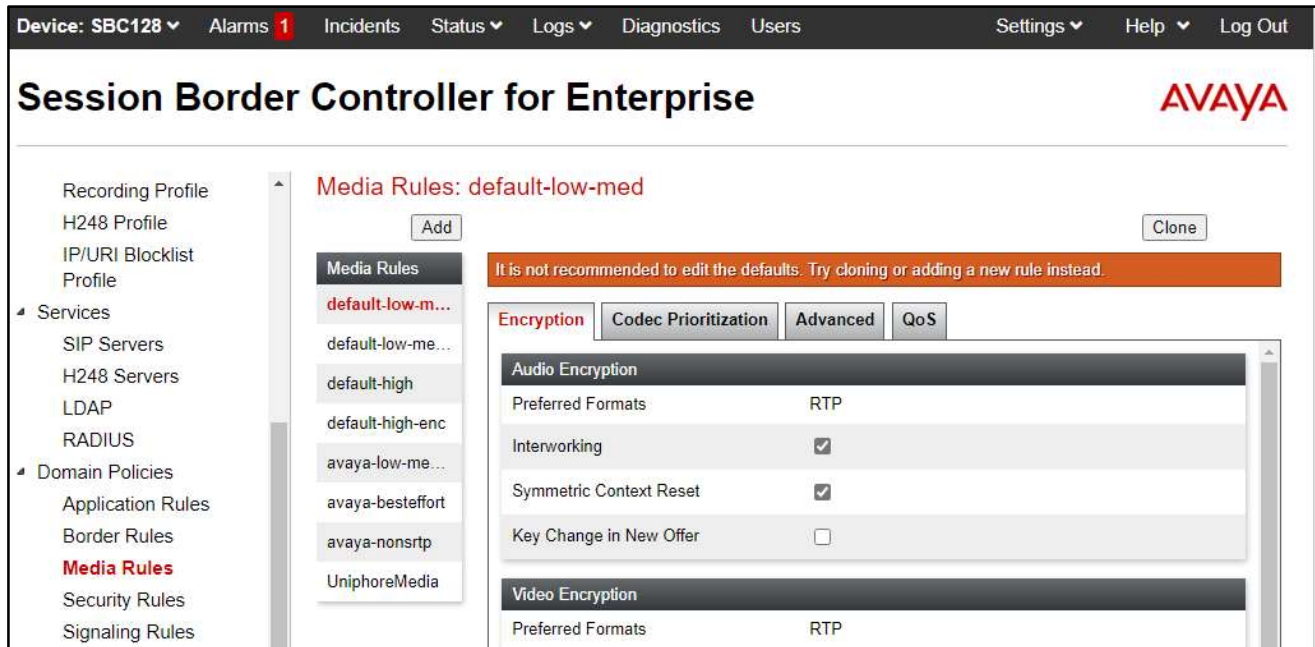 Device: SBC128 Alarms 1 Incidents Status Logs Diagnostics Users Settings Help Log Out
Session Border Controller for Enterprise
AVAYA
Recording Profile
H248 Profile
IP/URI Blocklist
Profile
Services
SIP Servers
H248 Servers
LDAP
RADIUS
Domain Policies
Application Rules
Border Rules
Media Rules
Security Rules
Signaling Rules
Media Rules: default-low-med
Add
Clone
Media Rules
default-low-m...
default-low-me...
default-high
default-high-enc
avaya-low-me...
avaya-besteffort
avaya-nonsrtp
UniphoreMedia
It is not recommended to edit the defaults. Try cloning or adding a new rule instead.
Encryption Codec Prioritization Advanced QoS
Audio Encryption
Preferred Formats RTP
Interworking
Symmetric Context Reset
Key Change in New Offer
Video Encryption
Preferred Formats RTP